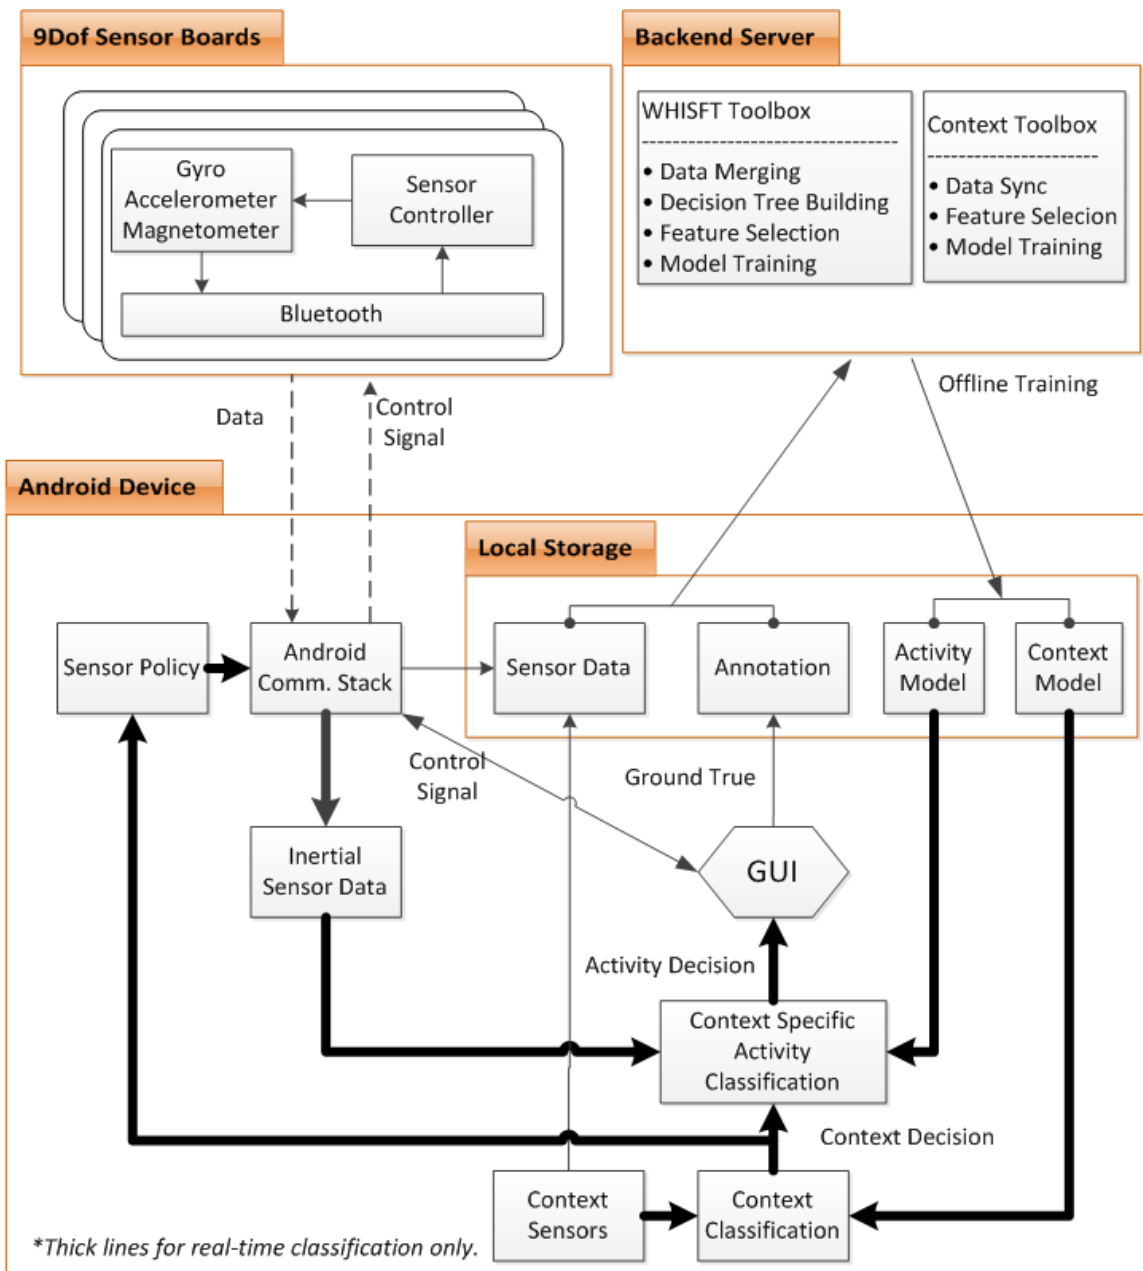 9Dof Sensor Boards
Gyro
Accelerometer
Magnetometer
Sensor
Controller
Bluetooth
Backend Server
WHISFT Toolbox
------------------------------
• Data Merging
• Decision Tree Building
• Feature Selection
• Model Training
Context Toolbox
----------------------
• Data Sync
• Feature Selecion
• Model Training
Data
Control
Signal
Offline Training
Android Device
Local Storage
Sensor Policy
Android
Comm. Stack
Sensor Data
Annotation
Activity
Model
Context
Model
Control
Signal
Ground True
Inertial
Sensor Data
GUI
Activity Decision
Context Specific
Activity
Classification
Context Decision
Context
Sensors
Context
Classification
*Thick lines for real-time classification only.